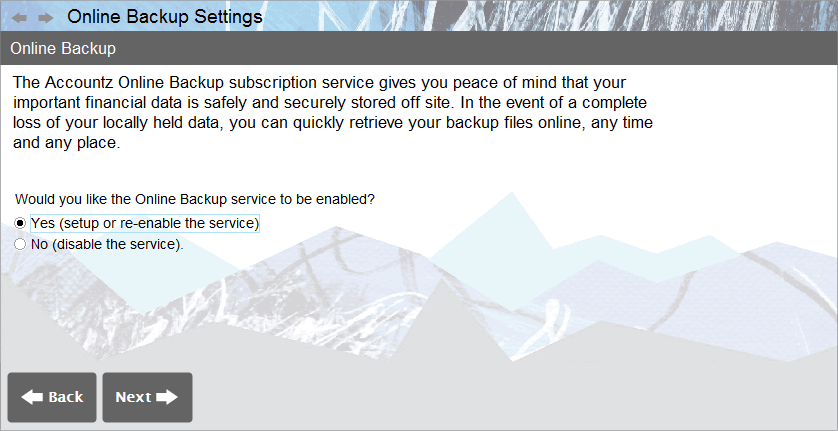 Online Backup Settings
Online Backup
The Accountz Online Backup subscription service gives you peace of mind that your
important financial data is safely and securely stored off site. In the event of a complete
loss of your locally held data, you can quickly retrieve your backup files online, any time
and any place.
Would you like the Online Backup service to be enabled?
Yes (setup or re-enable the service)
No (disable the service).
Back Next